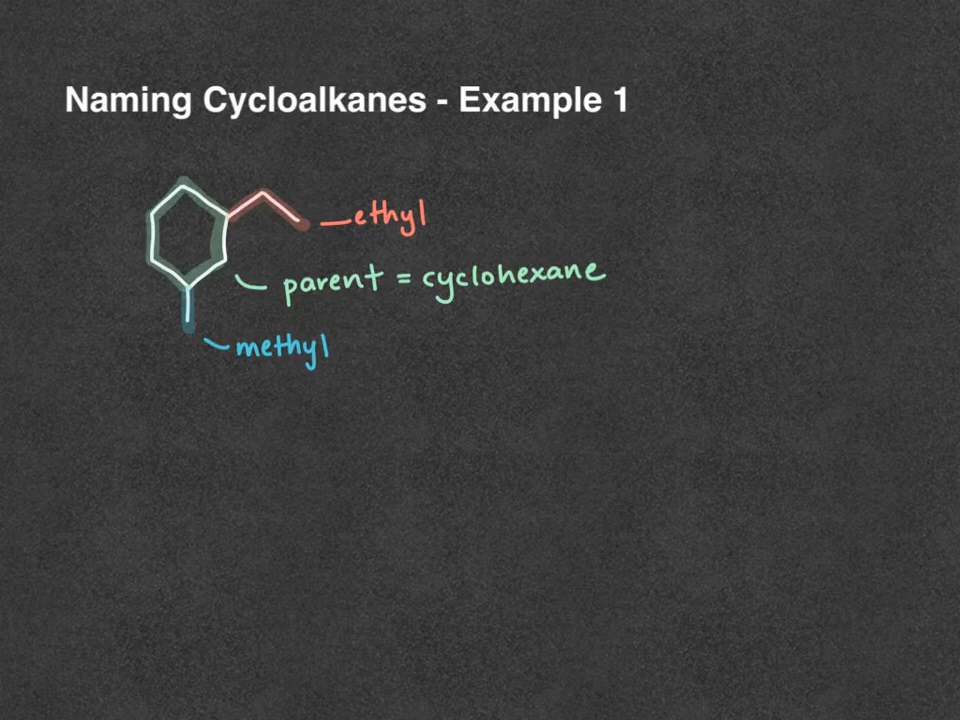 Naming Cycloalkanes - Example 1
ethyl
parent = cyclohexane
methyl